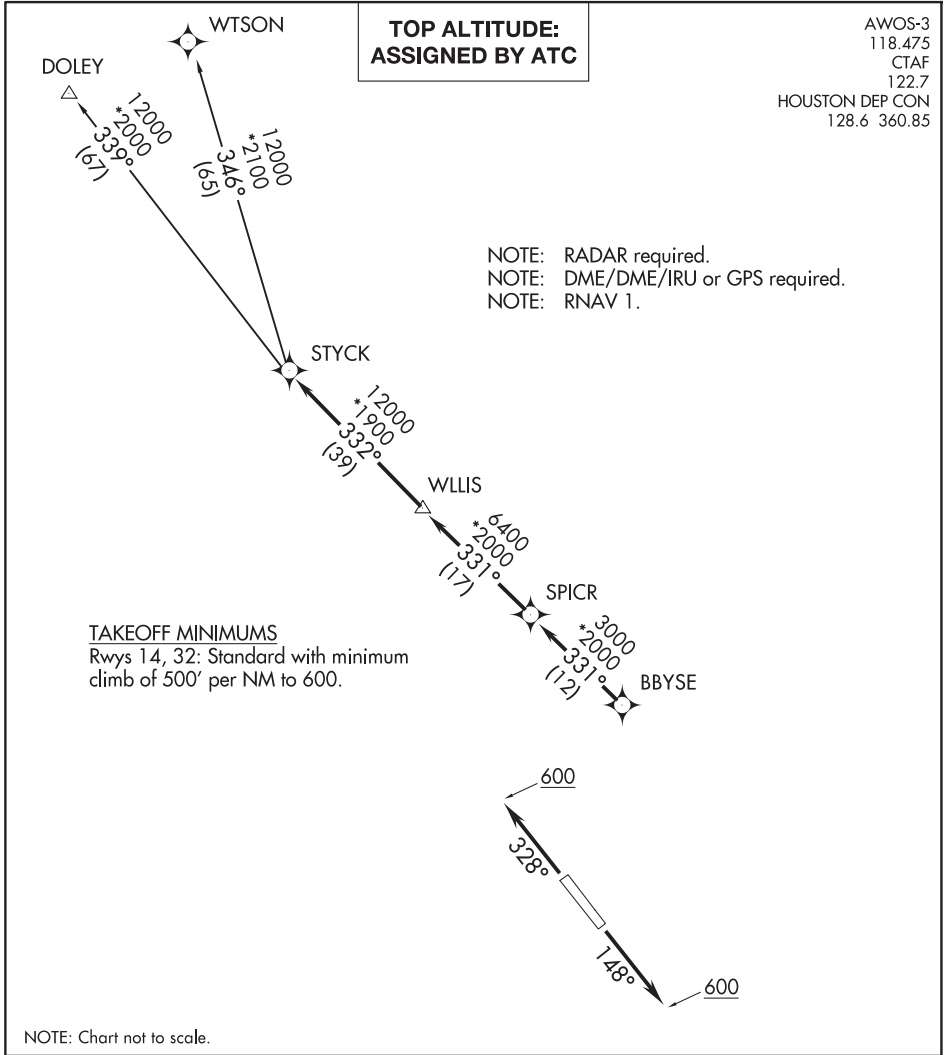 TOP ALTITUDE:
ASSIGNED BY ATC
AWOS-3
118.475
CTAF
122.7
HOUSTON DEP CON
128.6 360.85
WTSON
DOLEY
12000
*2000
339°
(67)
12000
*2100
346°
(65)
NOTE: RADAR required.
NOTE: DME/DME/IRU or GPS required.
NOTE: RNAV 1.
STYCK
12000
*1900
332°
(39)
WLLIS
6400
*2000
331°
(17)
SPICR
3000
*2000
331°
(12)
BBYSE
TAKEOFF MINIMUMS
Rwys 14, 32: Standard with minimum
climb of 500' per NM to 600.
600
328°
148°
600
NOTE: Chart not to scale.